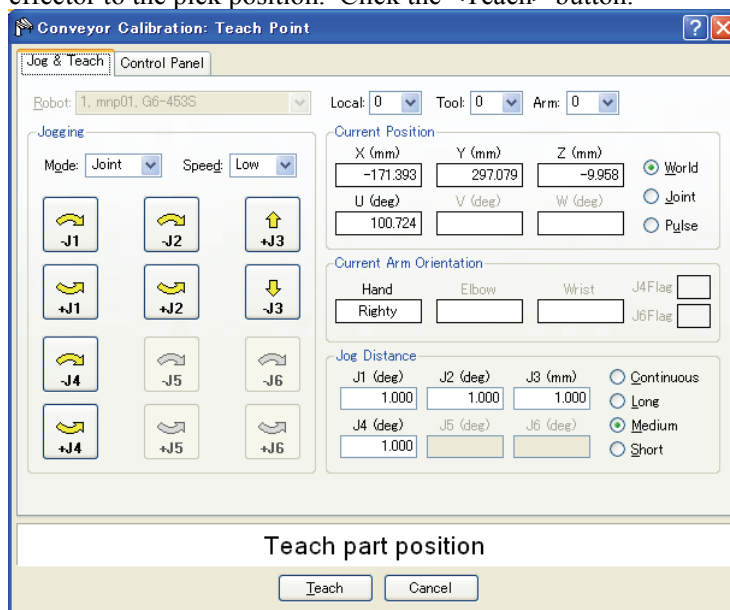 effector to the pick position. Click the <Teach> button.
Conveyor Calibration: Teach Point
Jog & Teach Control Panel
Robot: 1, mnp01, G6-453S Local: 0 Tool: 0 Arm: 0
Jogging
Mode: Joint Speed: Low
-J1 -J2 +J3
+J1 +J2 -J3
-J4 -J5 -J6
+J4 +J5 +J6
Current Position
X (mm) Y (mm) Z (mm)
-171.393 297.079 -9.958
U (deg) V (deg) W (deg)
100.724
World
Joint
Pulse
Current Arm Orientation
Hand Elbow Wrist J4Flag
Righty J6Flag
Jog Distance
J1 (deg) J2 (deg) J3 (mm)
1.000 1.000 1.000
J4 (deg) J5 (deg) J6 (deg)
1.000
Continuous
Long
Medium
Short
Teach part position
Teach Cancel